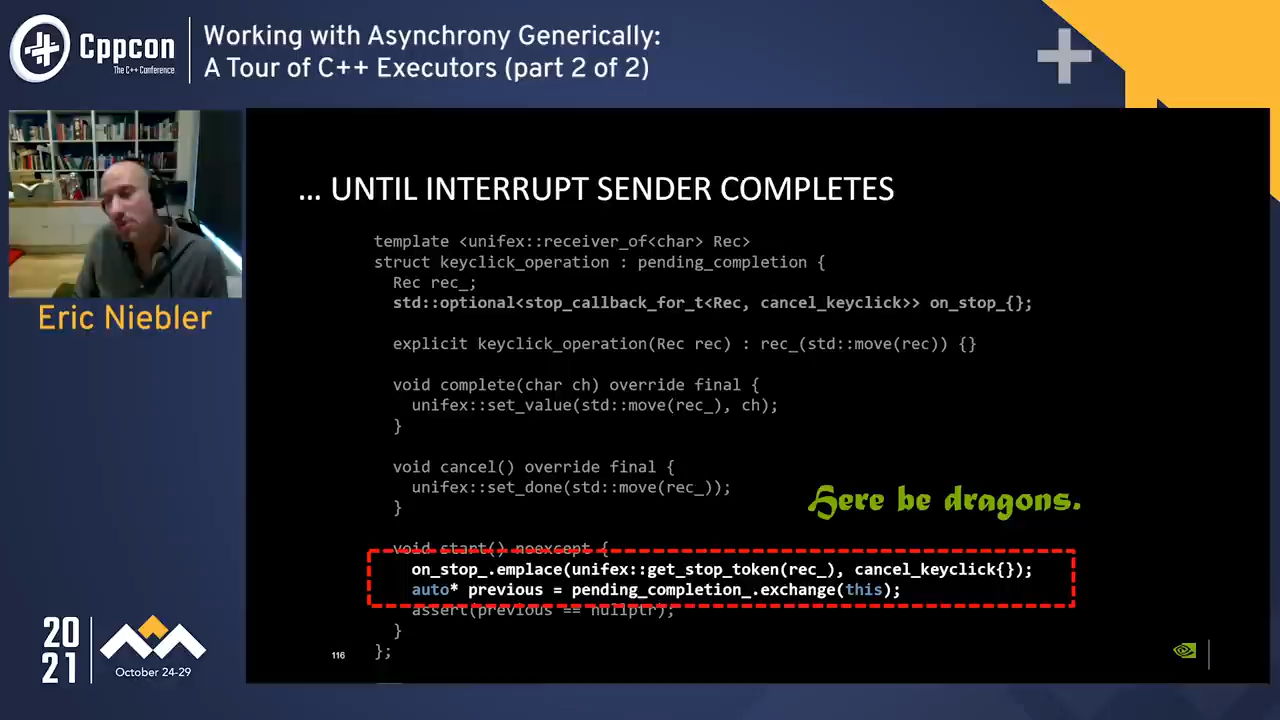 Cppcon
The C++ Conference
Working with Asynchrony Generically:
A Tour of C++ Executors (part 2 of 2)
Eric Niebler
... UNTIL INTERRUPT SENDER COMPLETES
template <unifex::receiver_of<char> Rec>
struct keyclick_operation : pending_completion {
Rec rec_;
std::optional<stop_callback_for_t<Rec, cancel_keyclick>> on_stop_{};
explicit keyclick_operation(Rec rec) : rec_(std::move(rec)) {}
void complete(char ch) override final {
unifex::set_value(std::move(rec_), ch);
}
void cancel() override final {
unifex::set_done(std::move(rec_));
}
Here be dragons.
void start() noexcept {
on_stop_.emplace(unifex::get_stop_token(rec_), cancel_keyclick{});
auto* previous = pending_completion_.exchange(this);
assert(previous == nullptr);
}
};
116
20
21
October 24-29